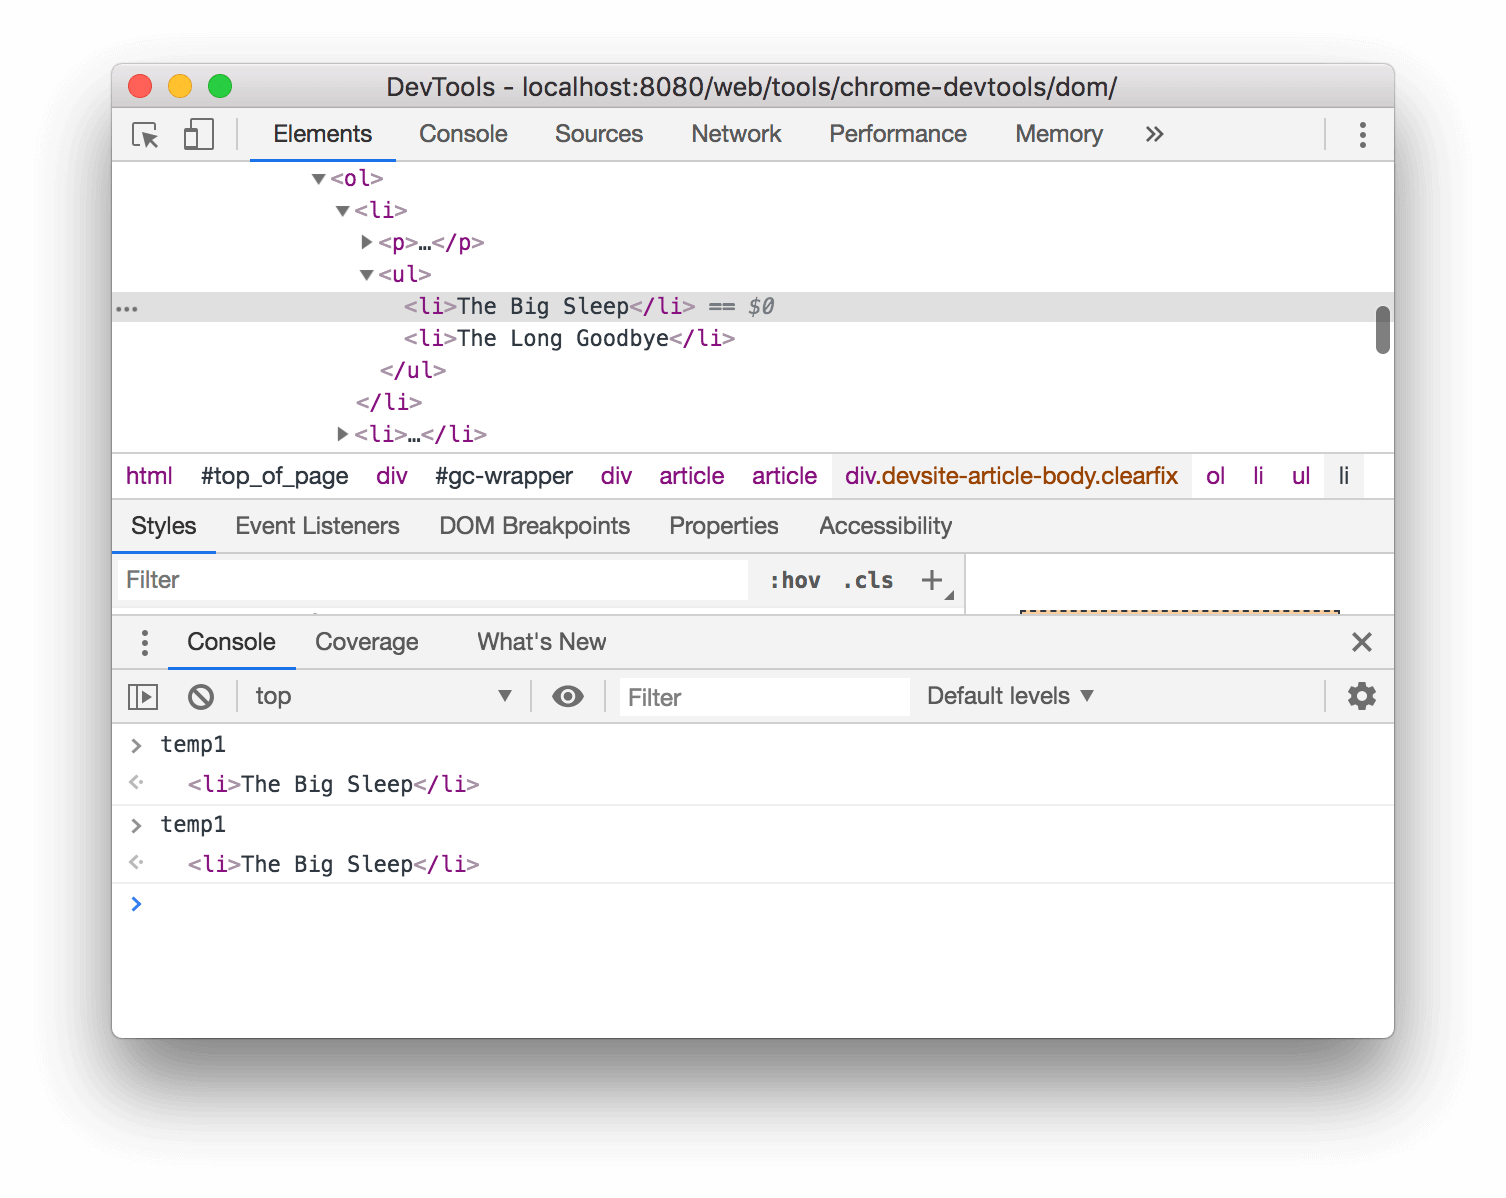 DevTools - localhost:8080/web/tools/chrome-devtools/dom/
Elements Console Sources Network Performance Memory »
<ol>
<li>
<p>…</p>
<ul>
... <li>The Big Sleep</li> == $0
<li>The Long Goodbye</li>
</ul>
</li>
<li>…</li>
html #top_of_page div #gc-wrapper div article article div.devsite-article-body.clearfix ol li ul li
Styles Event Listeners DOM Breakpoints Properties Accessibility
Filter :hov .cls +
Console Coverage What's New
top Filter Default levels
> temp1
<li>The Big Sleep</li>
> temp1
<li>The Big Sleep</li>
>